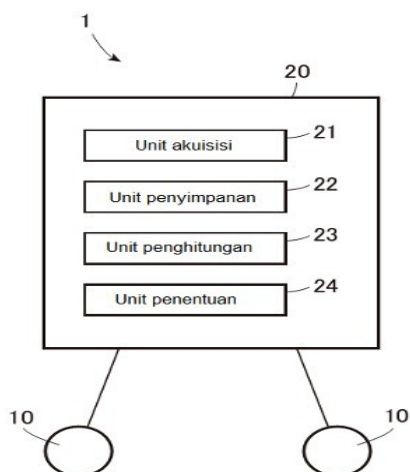 1
20
Unit akuisisi
21
Unit penyimpanan
22
Unit penghitungan
23
Unit penentuan
24
10
10